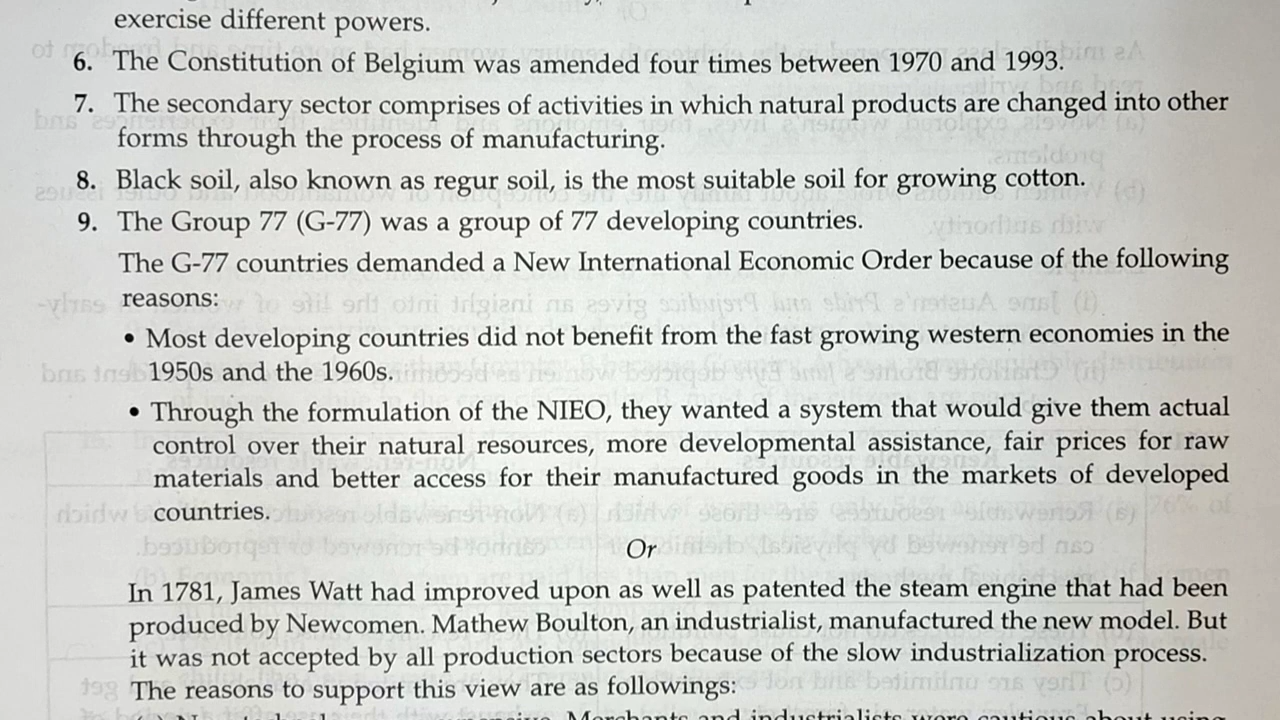 exercise different powers.
6. The Constitution of Belgium was amended four times between 1970 and 1993.
7. The secondary sector comprises of activities in which natural products are changed into other
forms through the process of manufacturing.
8. Black soil, also known as regur soil, is the most suitable soil for growing cotton.
9. The Group 77 (G-77) was a group of 77 developing countries.
The G-77 countries demanded a New International Economic Order because of the following
reasons:
• Most developing countries did not benefit from the fast growing western economies in the
1950s and the 1960s.
• Through the formulation of the NIEO, they wanted a system that would give them actual
control over their natural resources, more developmental assistance, fair prices for raw
materials and better access for their manufactured goods in the markets of developed
countries.
Or
In 1781, James Watt had improved upon as well as patented the steam engine that had been
produced by Newcomen. Mathew Boulton, an industrialist, manufactured the new model. But
it was not accepted by all production sectors because of the slow industrialization process.
The reasons to support this view are as followings:
Merchants and industrialists were cautious about using